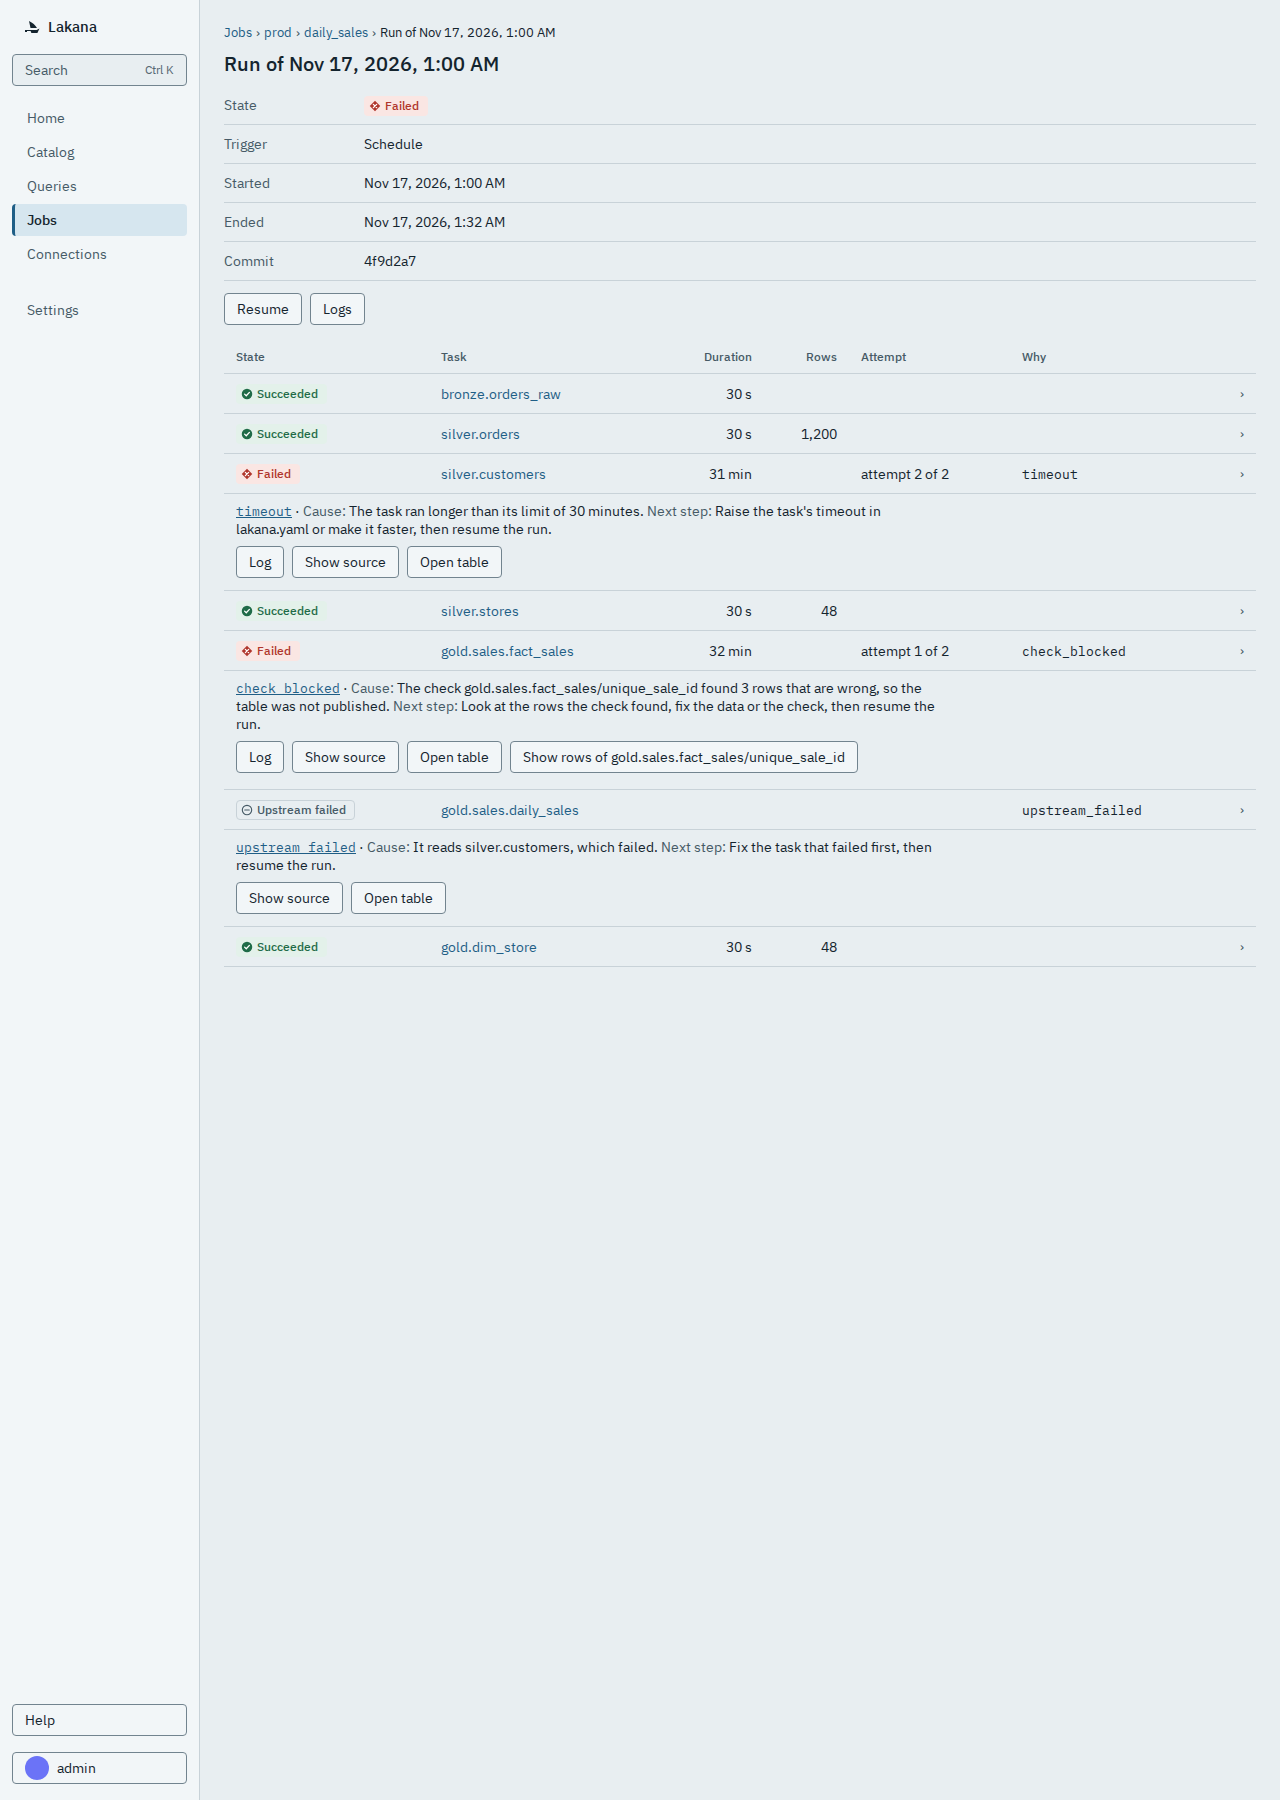 Lakana
Search Ctrl K
Home
Catalog
Queries
Jobs
Connections
Settings
Help
admin
Jobs › prod › daily_sales › Run of Nov 17, 2026, 1:00 AM
Run of Nov 17, 2026, 1:00 AM
State Failed
Trigger Schedule
Started Nov 17, 2026, 1:00 AM
Ended Nov 17, 2026, 1:32 AM
Commit 4f9d2a7
Resume Logs
State Task Duration Rows Attempt Why
Succeeded bronze.orders_raw 30 s ›
Succeeded silver.orders 30 s 1,200 ›
Failed silver.customers 31 min attempt 2 of 2 timeout ›
timeout · Cause: The task ran longer than its limit of 30 minutes. Next step: Raise the task's timeout in
lakana.yaml or make it faster, then resume the run.
Log Show source Open table
Succeeded silver.stores 30 s 48 ›
Failed gold.sales.fact_sales 32 min attempt 1 of 2 check_blocked ›
check_blocked · Cause: The check gold.sales.fact_sales/unique_sale_id found 3 rows that are wrong, so the
table was not published. Next step: Look at the rows the check found, fix the data or the check, then resume the
run.
Log Show source Open table Show rows of gold.sales.fact_sales/unique_sale_id
Upstream failed gold.sales.daily_sales upstream_failed ›
upstream_failed · Cause: It reads silver.customers, which failed. Next step: Fix the task that failed first, then
resume the run.
Show source Open table
Succeeded gold.dim_store 30 s 48 ›